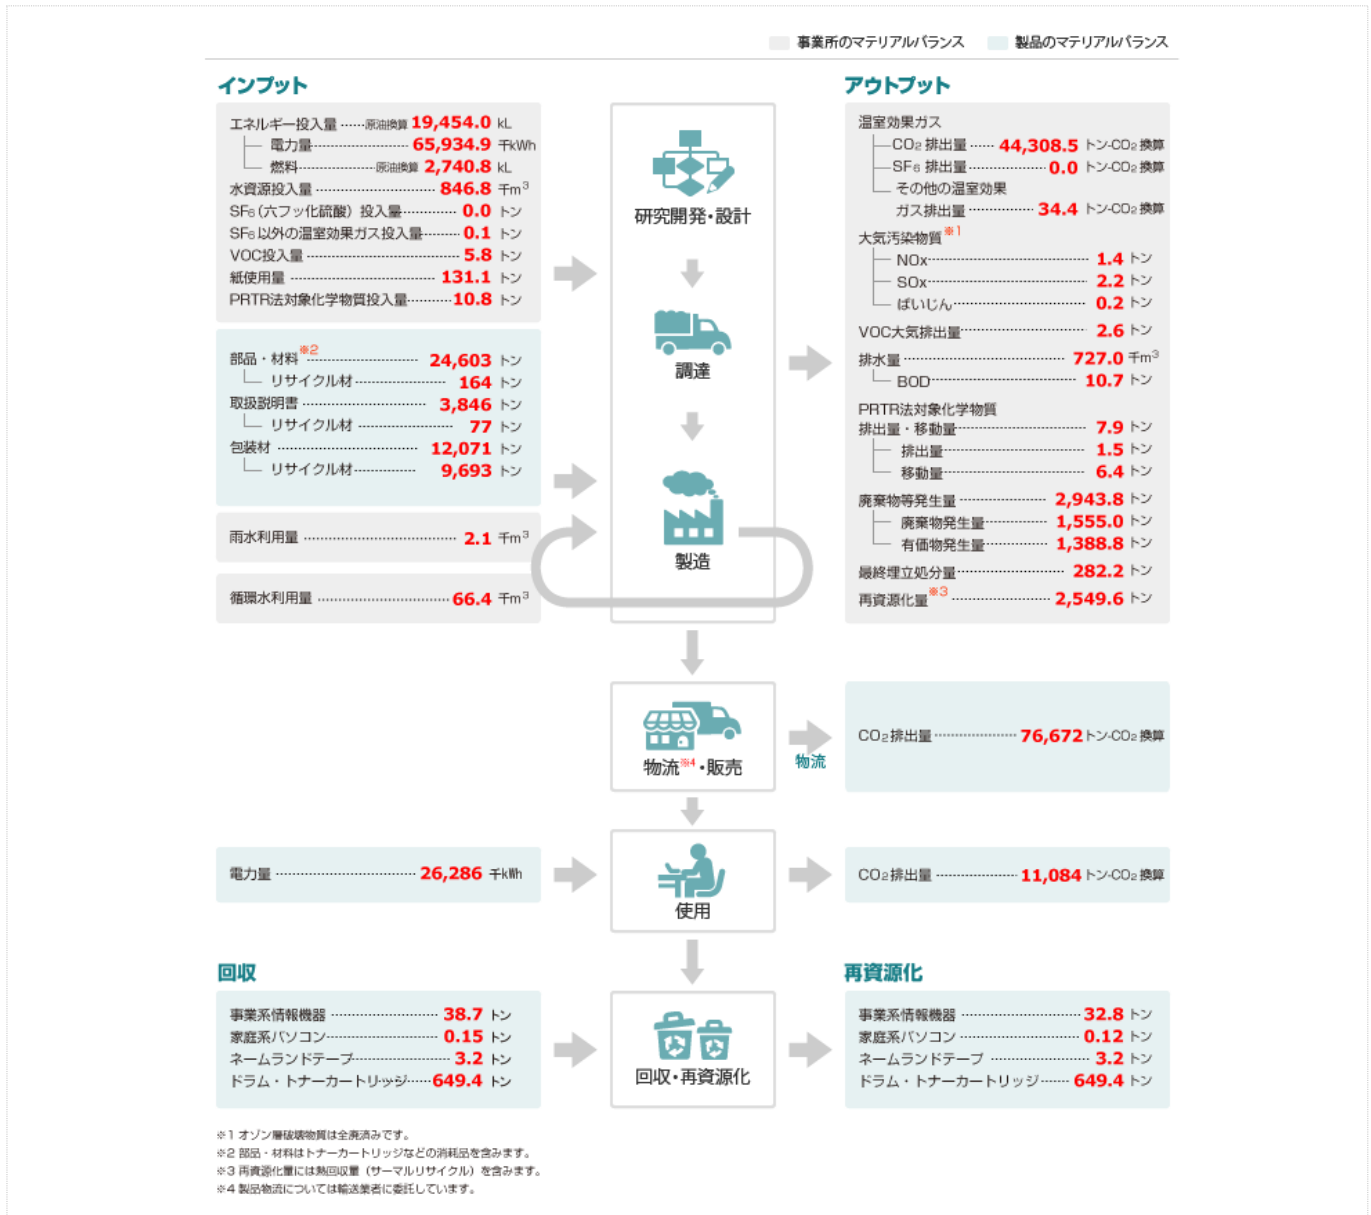 事業所のマテリアルバランス 製品のマテリアルバランス
インプット
エネルギー投入量 ……原油換算 19,454.0 kL
電力量 65,934.9 千kWh
燃料 原油換算 2,740.8 kL
水資源投入量 846.8 千m³
SF₆(六フッ化硫酸)投入量 0.0 トン
SF₆以外の温室効果ガス投入量 0.1 トン
VOC投入量 5.8 トン
紙使用量 131.1 トン
PRTR法対象化学物質投入量 10.8 トン
部品・材料※2 24,603 トン
リサイクル材 164 トン
取扱説明書 3,846 トン
リサイクル材 77 トン
包装材 12,071 トン
リサイクル材 9,693 トン
雨水利用量 2.1 千m³
循環水利用量 66.4 千m³
研究開発・設計
調達
製造
アウトプット
温室効果ガス
CO₂排出量 44,308.5 トン-CO₂換算
SF₆排出量 0.0 トン-CO₂換算
その他の温室効果
ガス排出量 34.4 トン-CO₂換算
大気汚染物質※1
NOx 1.4 トン
SOx 2.2 トン
ばいじん 0.2 トン
VOC大気排出量 2.6 トン
排水量 727.0 千m³
BOD 10.7 トン
PRTR法対象化学物質
排出量・移動量 7.9 トン
排出量 1.5 トン
移動量 6.4 トン
廃棄物等発生量 2,943.8 トン
廃棄物発生量 1,555.0 トン
有価物発生量 1,388.8 トン
最終埋立処分量 282.2 トン
再資源化量※3 2,549.6 トン
物流※4・販売
物流
CO₂排出量 76,672 トン-CO₂換算
電力量 26,286 千kWh
使用
CO₂排出量 11,084 トン-CO₂換算
回収
事業系情報機器 38.7 トン
家庭系パソコン 0.15 トン
ネームランドテープ 3.2 トン
ドラム・トナーカートリッジ 649.4 トン
回収・再資源化
再資源化
事業系情報機器 32.8 トン
家庭系パソコン 0.12 トン
ネームランドテープ 3.2 トン
ドラム・トナーカートリッジ 649.4 トン
※1 オゾン層破壊物質は全廃済みです。
※2 部品・材料はトナーカートリッジなどの消耗品を含みます。
※3 再資源化量には熱回収量(サーマルリサイクル)を含みます。
※4 製品物流については輸送業者に委託しています。